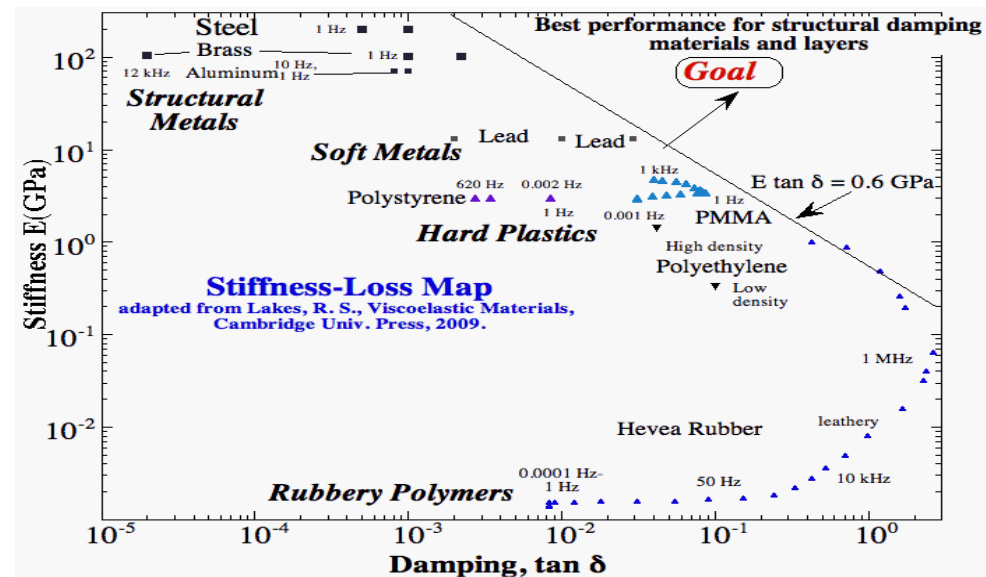 Best performance for structural damping
materials and layers
Goal
Steel
1 Hz
Brass
1 Hz
12 kHz
Aluminum
10 Hz,
1 Hz
Structural
Metals
Lead
Lead
Soft Metals
1 kHz
E tan δ = 0.6 GPa
Polystyrene
620 Hz
0.002 Hz
1 Hz
0.001 Hz
1 Hz
PMMA
Hard Plastics
High density
Polyethylene
Low
density
Stiffness-Loss Map
adapted from Lakes, R. S., Viscoelastic Materials,
Cambridge Univ. Press, 2009.
1 MHz
leathery
Hevea Rubber
10 kHz
50 Hz
0.0001 Hz-
1 Hz
Rubbery Polymers
Stiffness E(GPa)
10²
10¹
10⁰
10⁻¹
10⁻²
10⁻⁵
10⁻⁴
10⁻³
10⁻²
10⁻¹
10⁰
Damping, tan δ